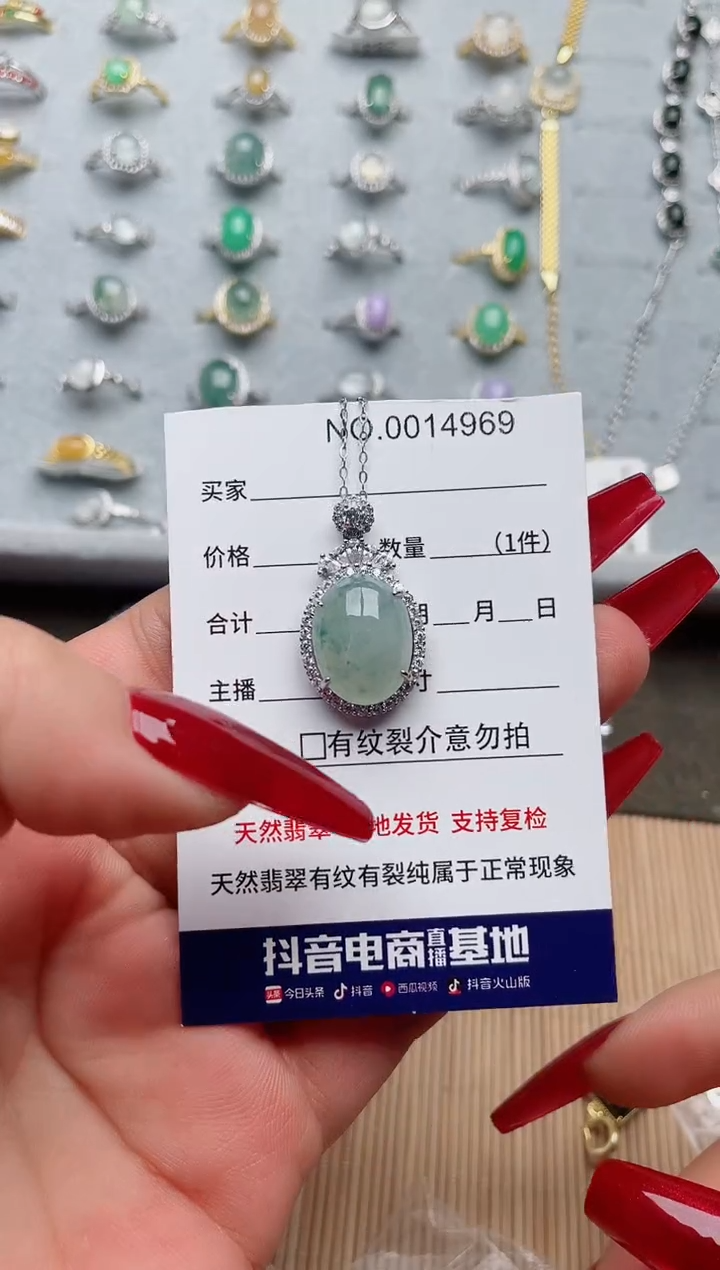 NO.0014969
买家
价格 数量 (1件)
合计 月 日
主播 寸
□有纹裂介意勿拍
天然翡翠 地发货 支持复检
天然翡翠有纹有裂纯属于正常现象
抖音电商直播基地
头条 今日头条 抖音 西瓜视频 抖音火山版